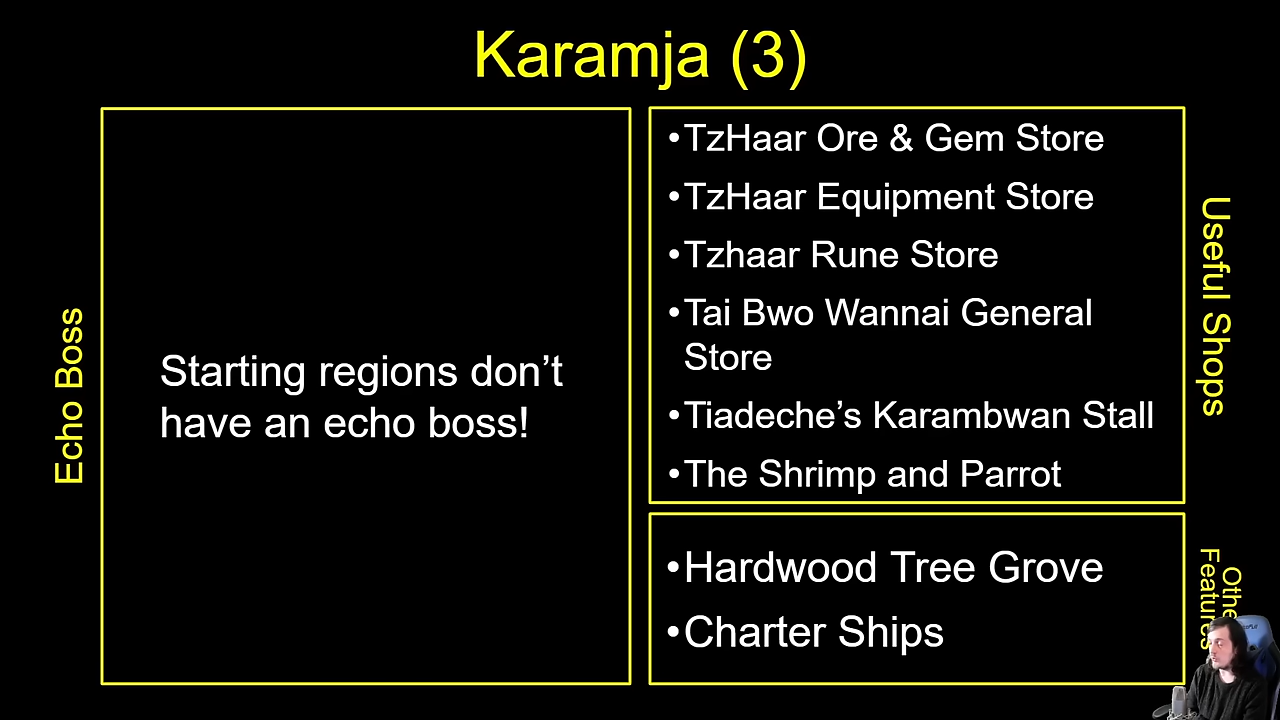 Karamja (3)
Echo Boss
Starting regions don’t
have an echo boss!
•TzHaar Ore & Gem Store
•TzHaar Equipment Store
•Tzhaar Rune Store
•Tai Bwo Wannai General
Store
•Tiadeche’s Karambwan Stall
•The Shrimp and Parrot
Useful Shops
•Hardwood Tree Grove
•Charter Ships
Features